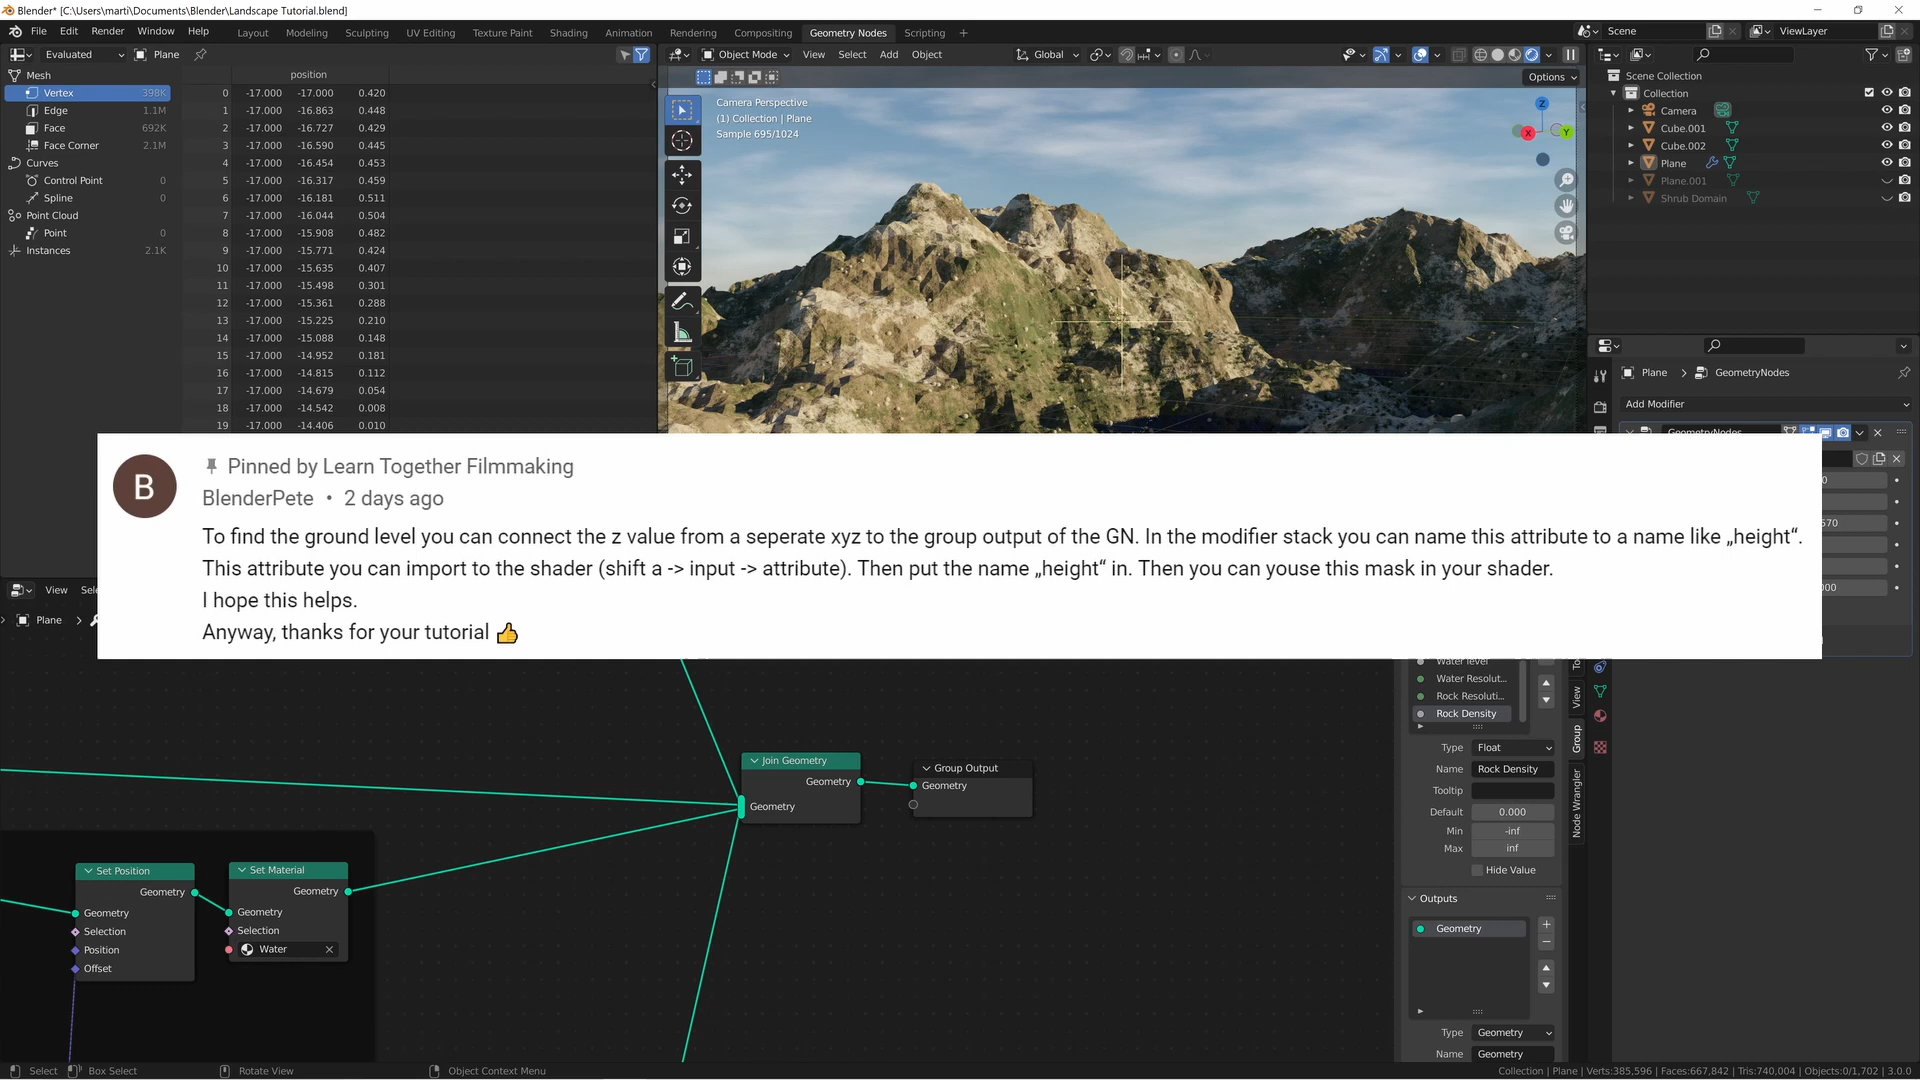 Blender* [C:\Users\marti\Documents\Blender\Landscape Tutorial.blend]
File Edit Render Window Help Layout Modeling Sculpting UV Editing Texture Paint Shading Animation Rendering Compositing Geometry Nodes Scripting + Scene ViewLayer
Evaluated Plane
Object Mode View Select Add Object Global
Options
Mesh
Vertex 398K
Edge 1.1M
Face 692K
Face Corner 2.1M
Curves
Control Point 0
Spline 0
Point Cloud
Point 0
Instances 2.1K
position
0 -17.000 -17.000 0.420
1 -17.000 -16.863 0.448
2 -17.000 -16.727 0.429
3 -17.000 -16.590 0.445
4 -17.000 -16.454 0.453
5 -17.000 -16.317 0.459
6 -17.000 -16.181 0.511
7 -17.000 -16.044 0.504
8 -17.000 -15.908 0.482
9 -17.000 -15.771 0.424
10 -17.000 -15.635 0.407
11 -17.000 -15.498 0.301
12 -17.000 -15.361 0.288
13 -17.000 -15.225 0.210
14 -17.000 -15.088 0.148
15 -17.000 -14.952 0.181
16 -17.000 -14.815 0.112
17 -17.000 -14.679 0.054
18 -17.000 -14.542 0.008
19 -17.000 -14.406 0.010
Camera Perspective
(1) Collection | Plane
Sample 695/1024
Z
X
Y
Scene Collection
Collection
Camera
Cube.001
Cube.002
Plane
Plane.001
Shrub Domain
Plane > GeometryNodes
Add Modifier
GeometryNodes
B
Pinned by Learn Together Filmmaking
BlenderPete • 2 days ago
To find the ground level you can connect the z value from a seperate xyz to the group output of the GN. In the modifier stack you can name this attribute to a name like „height“.
This attribute you can import to the shader (shift a -> input -> attribute). Then put the name „height“ in. Then you can youse this mask in your shader.
I hope this helps.
Anyway, thanks for your tutorial 👍
View
Plane >
Join Geometry
Geometry
Geometry
Group Output
Geometry
Set Position
Geometry
Geometry
Selection
Position
Offset
Set Material
Geometry
Geometry
Selection
Water
Water level
Water Resolut...
Rock Resoluti...
Rock Density
Type Float
Name Rock Density
Tooltip
Default 0.000
Min -inf
Max inf
Hide Value
Outputs
Geometry
Type Geometry
Name Geometry
View
Group
Node Wrangler
Select Box Select Rotate View Object Context Menu
Collection | Plane | Verts:385,596 | Faces:667,842 | Tris:740,004 | Objects:0/1,702 | 3.0.0